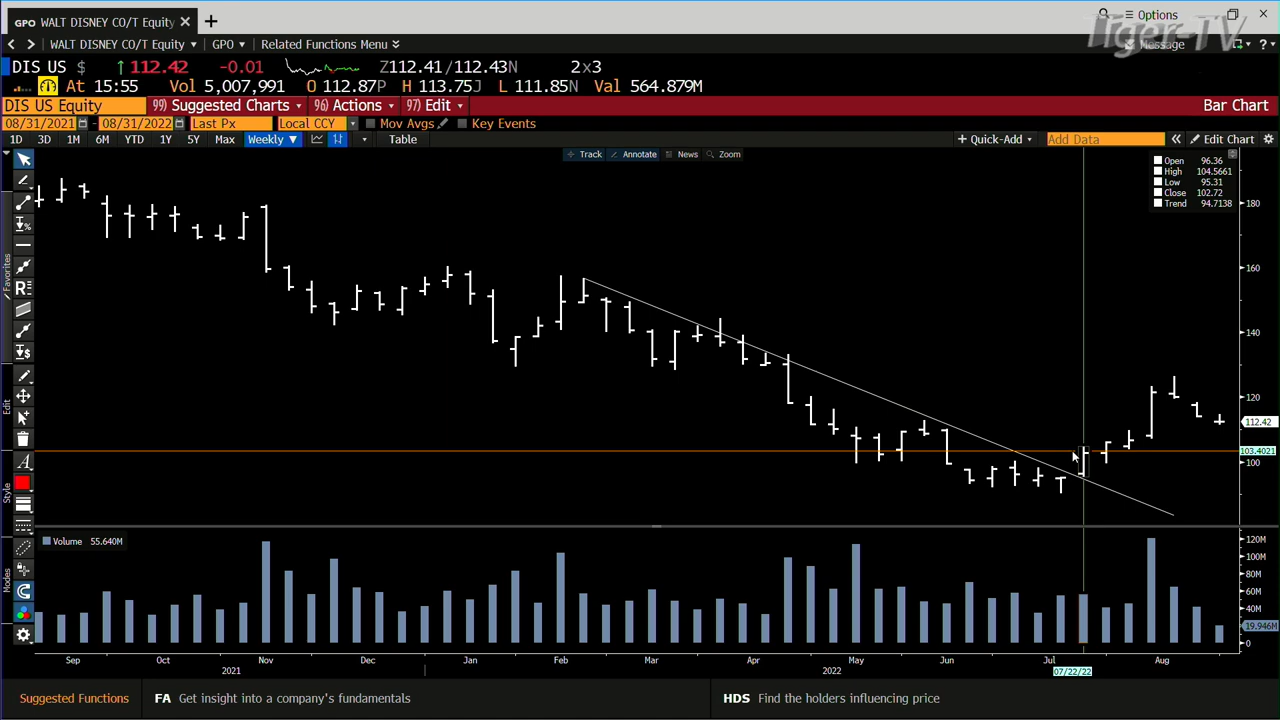 GPO WALT DISNEY CO/T Equity
Options
Tiger-TV
WALT DISNEY CO/T Equity GPO Related Functions Menu Message ?
DIS US $ ↑ 112.42 -0.01 Z112.41/112.43N 2x3
At 15:55 Vol 5,007,991 O 112.87P H 113.75J L 111.85N Val 564.879M
DIS US Equity 99) Suggested Charts 96) Actions 97) Edit Bar Chart
08/31/2021 - 08/31/2022 Last Px Local CCY Mov Avgs Key Events
1D 3D 1M 6M YTD 1Y 5Y Max Weekly ▼ Table + Quick-Add Add Data « Edit Chart
Track Annotate News Zoom
Open 96.36
High 104.5661
Low 95.31
Close 102.72
Trend 94.7138
180
160
140
120
112.42
103.4021
100
Favorites
Edit
Style
Modes
Volume 55.640M
120M
100M
80M
60M
40M
19.946M
0
Sep Oct Nov Dec Jan Feb Mar Apr May Jun Jul Aug
2021 2022 07/22/22
Suggested Functions FA Get insight into a company's fundamentals HDS Find the holders influencing price